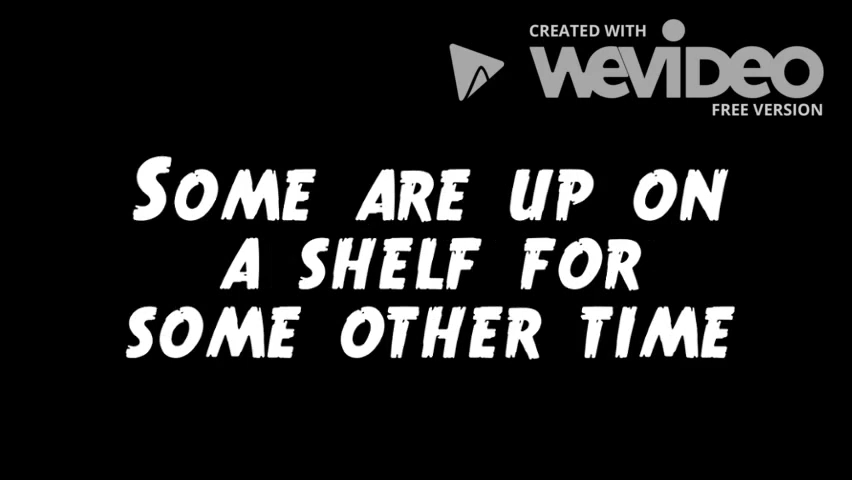 CREATED WITH
WEVIDEO
FREE VERSION
SOME ARE UP ON
A SHELF FOR
SOME OTHER TIME